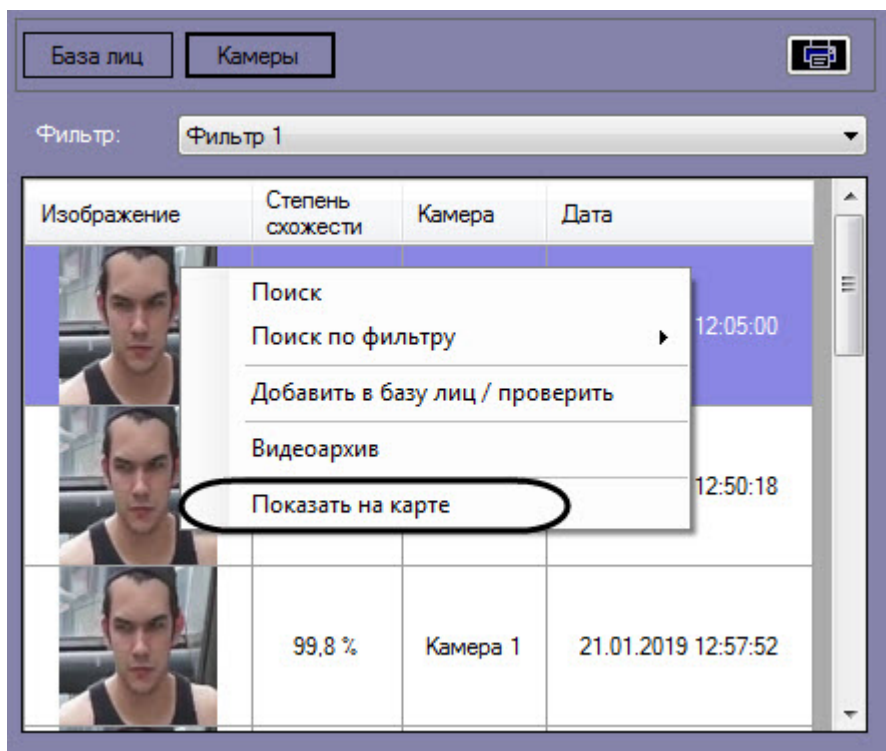 База лиц
Камеры
Фильтр:
Фильтр 1
Изображение
Степень
схожести
Камера
Дата
Поиск
Поиск по фильтру
12:05:00
Добавить в базу лиц / проверить
Видеоархив
Показать на карте
12:50:18
99,8 %
Камера 1
21.01.2019 12:57:52